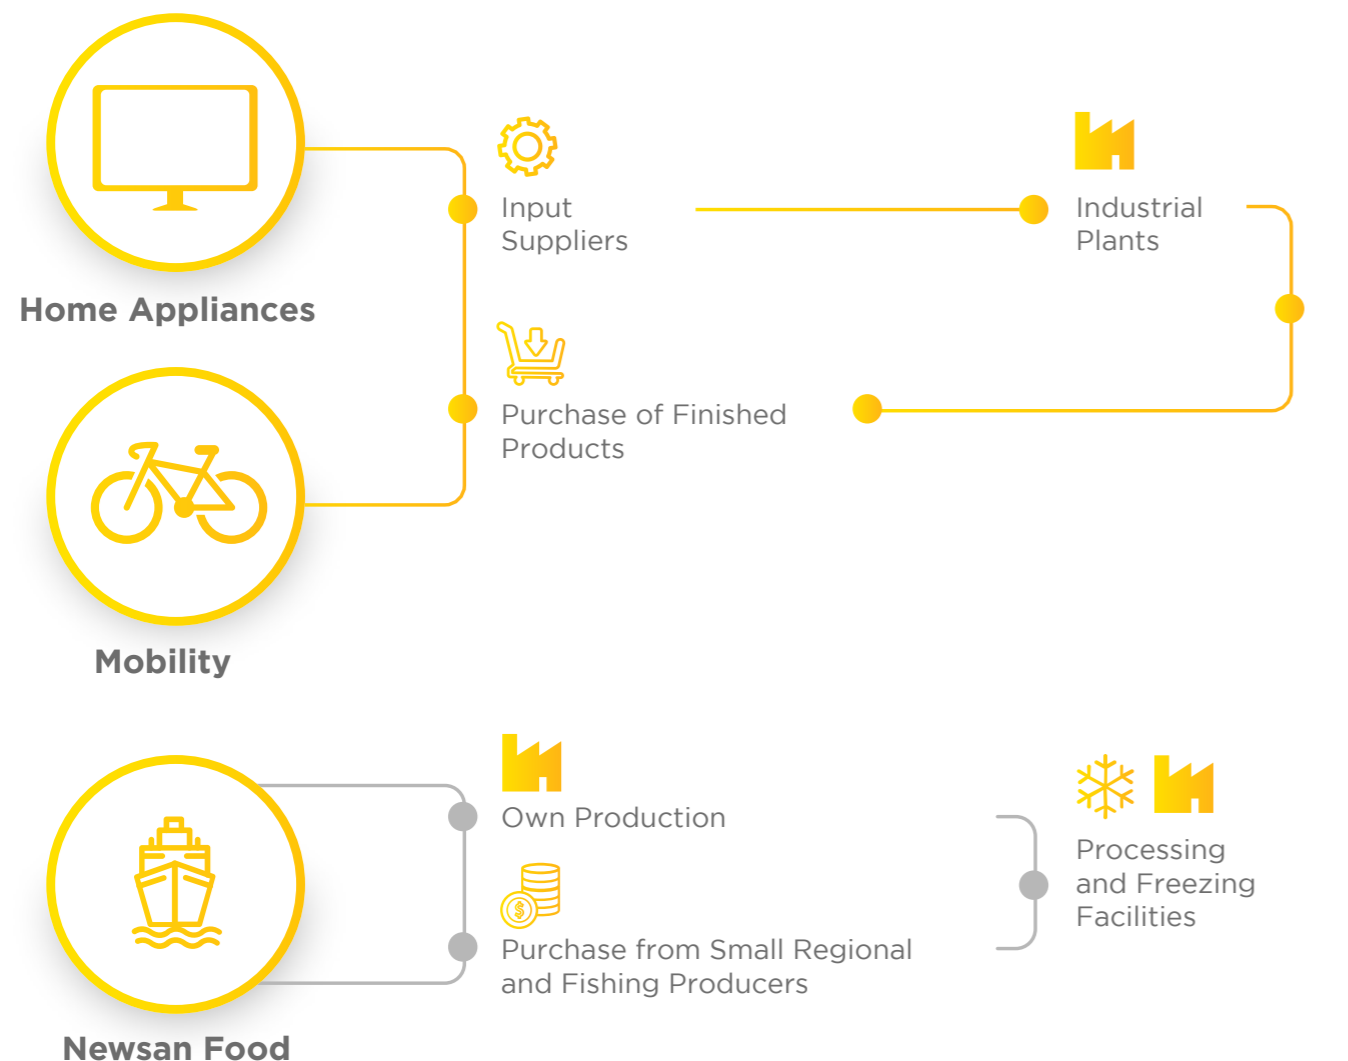 Home Appliances
Mobility
Input
Suppliers
Industrial
Plants
Purchase of Finished
Products
Newsan Food
Own Production
Purchase from Small Regional
and Fishing Producers
$
Processing
and Freezing
Facilities